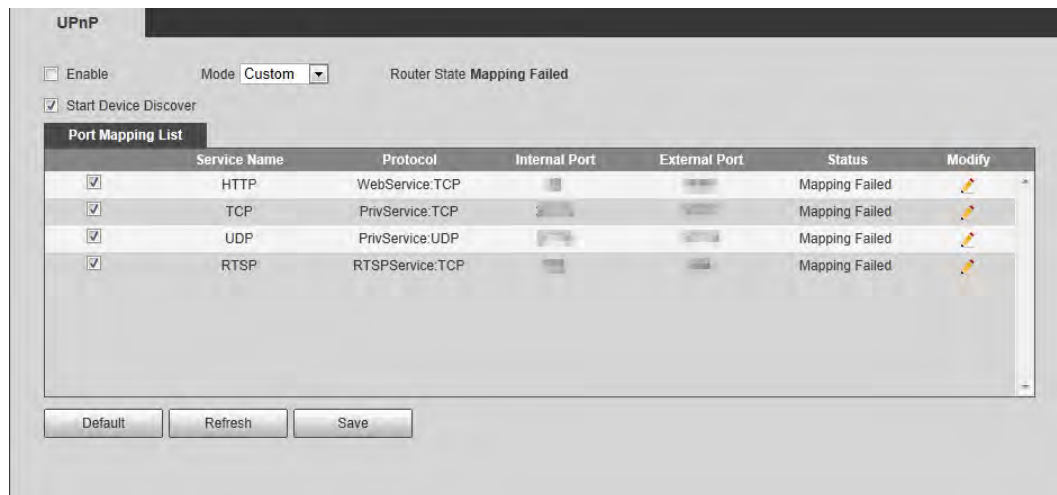 UPnP
Enable Mode Custom Router State Mapping Failed
Start Device Discover
Port Mapping List
Service Name Protocol Internal Port External Port Status Modify
HTTP WebService:TCP Mapping Failed
TCP PrivService:TCP Mapping Failed
UDP PrivService:UDP Mapping Failed
RTSP RTSPService:TCP Mapping Failed
Default Refresh Save